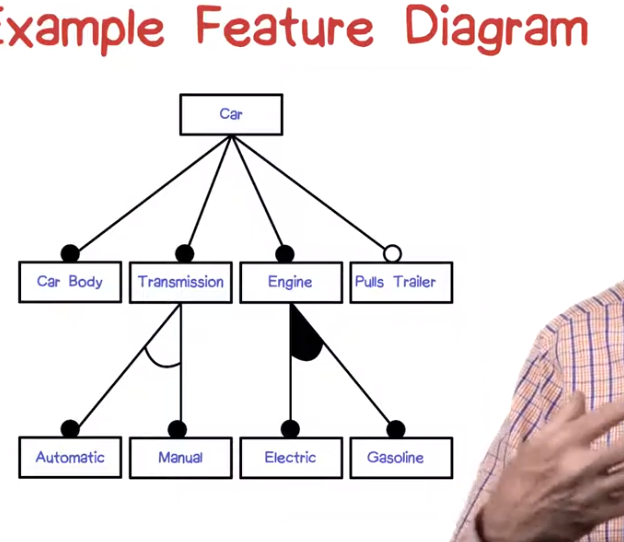 Example Feature Diagram
Car
Car Body
Transmission
Engine
Pulls Trailer
Automatic
Manual
Electric
Gasoline